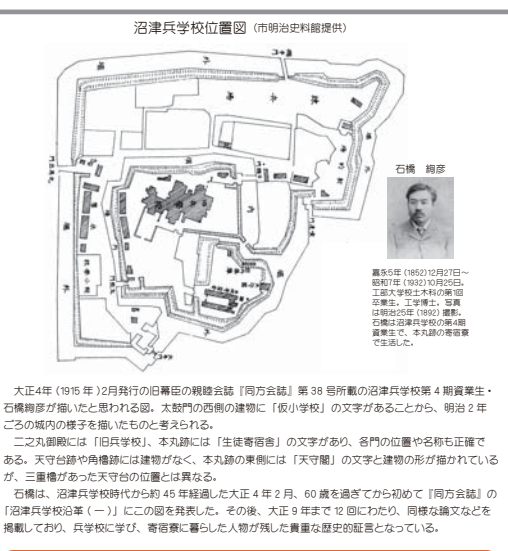 沼津兵学校位置図（市明治史料館提供）
石橋　絢彦
嘉永5年（1852）12月27日〜
昭和7年（1932）10月25日。
工部大学校土木科の第1回
卒業生。工学博士。写真
は明治25年（1892）撮影。
石橋は沼津兵学校の第4期
資業生で、本丸跡の寄宿寮
で生活した。
大正4年（1915年）2月発行の旧幕臣の親睦会誌『同方会誌』第38号所載の沼津兵学校第4期資業生・
石橋絢彦が描いたと思われる図。太鼓門の西側の建物に「仮小学校」の文字があることから、明治2年
ごろの城内の様子を描いたものと考えられる。
二之丸御殿には「旧兵学校」、本丸跡には「生徒寄宿舎」の文字があり、各門の位置や名称も正確で
ある。天守台跡や角櫓跡には建物がなく、本丸跡の東側には「天守閣」の文字と建物の形が描かれている
が、三重櫓があった天守台の位置とは異なる。
石橋は、沼津兵学校時代から約45年経過した大正4年2月、60歳を過ぎてから初めて『同方会誌』の
「沼津兵学校沿革（一）」にこの図を発表した。その後、大正9年まで12回にわたり、同様な論文などを
掲載しており、兵学校に学び、寄宿寮に暮らした人物が残した貴重な歴史的証言となっている。